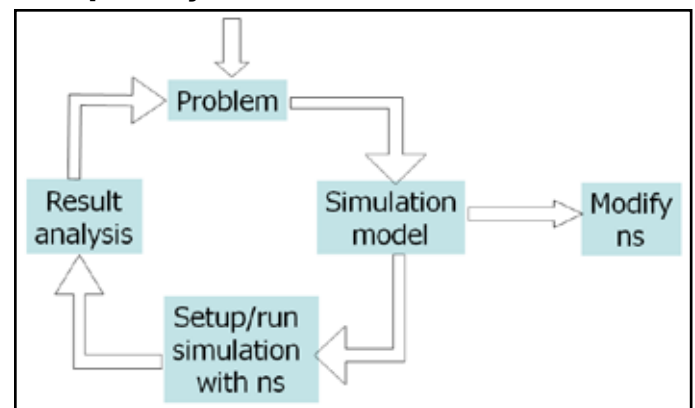 Problem
Result
analysis
Simulation
model
Modify
ns
Setup/run
simulation
with ns